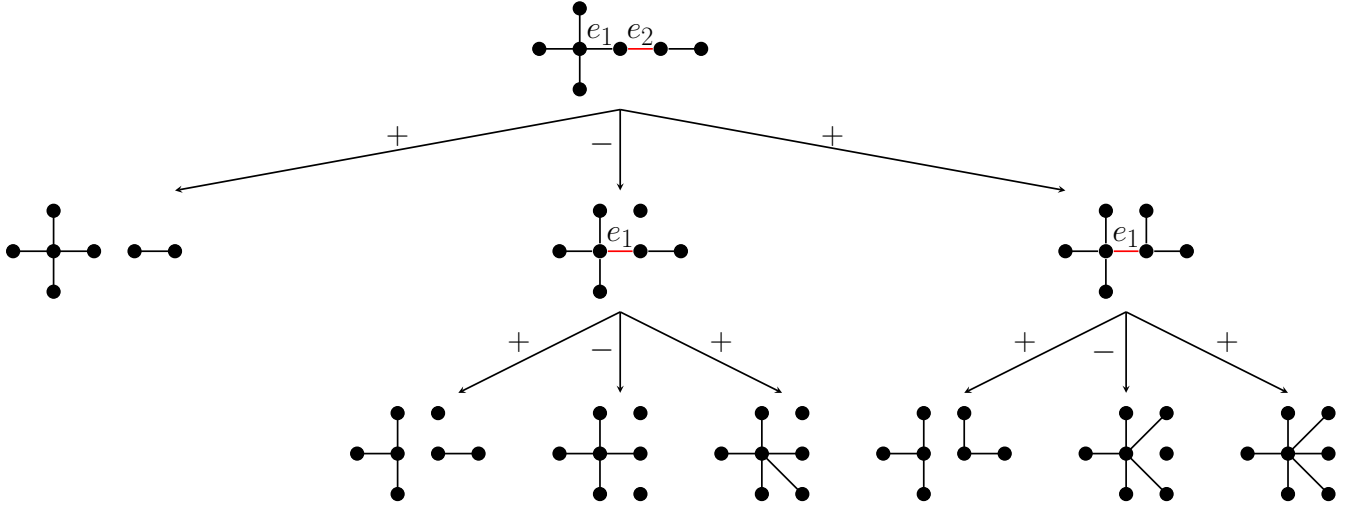 e₁ e₂
+ − +
e₁ e₁
+ − + + − +